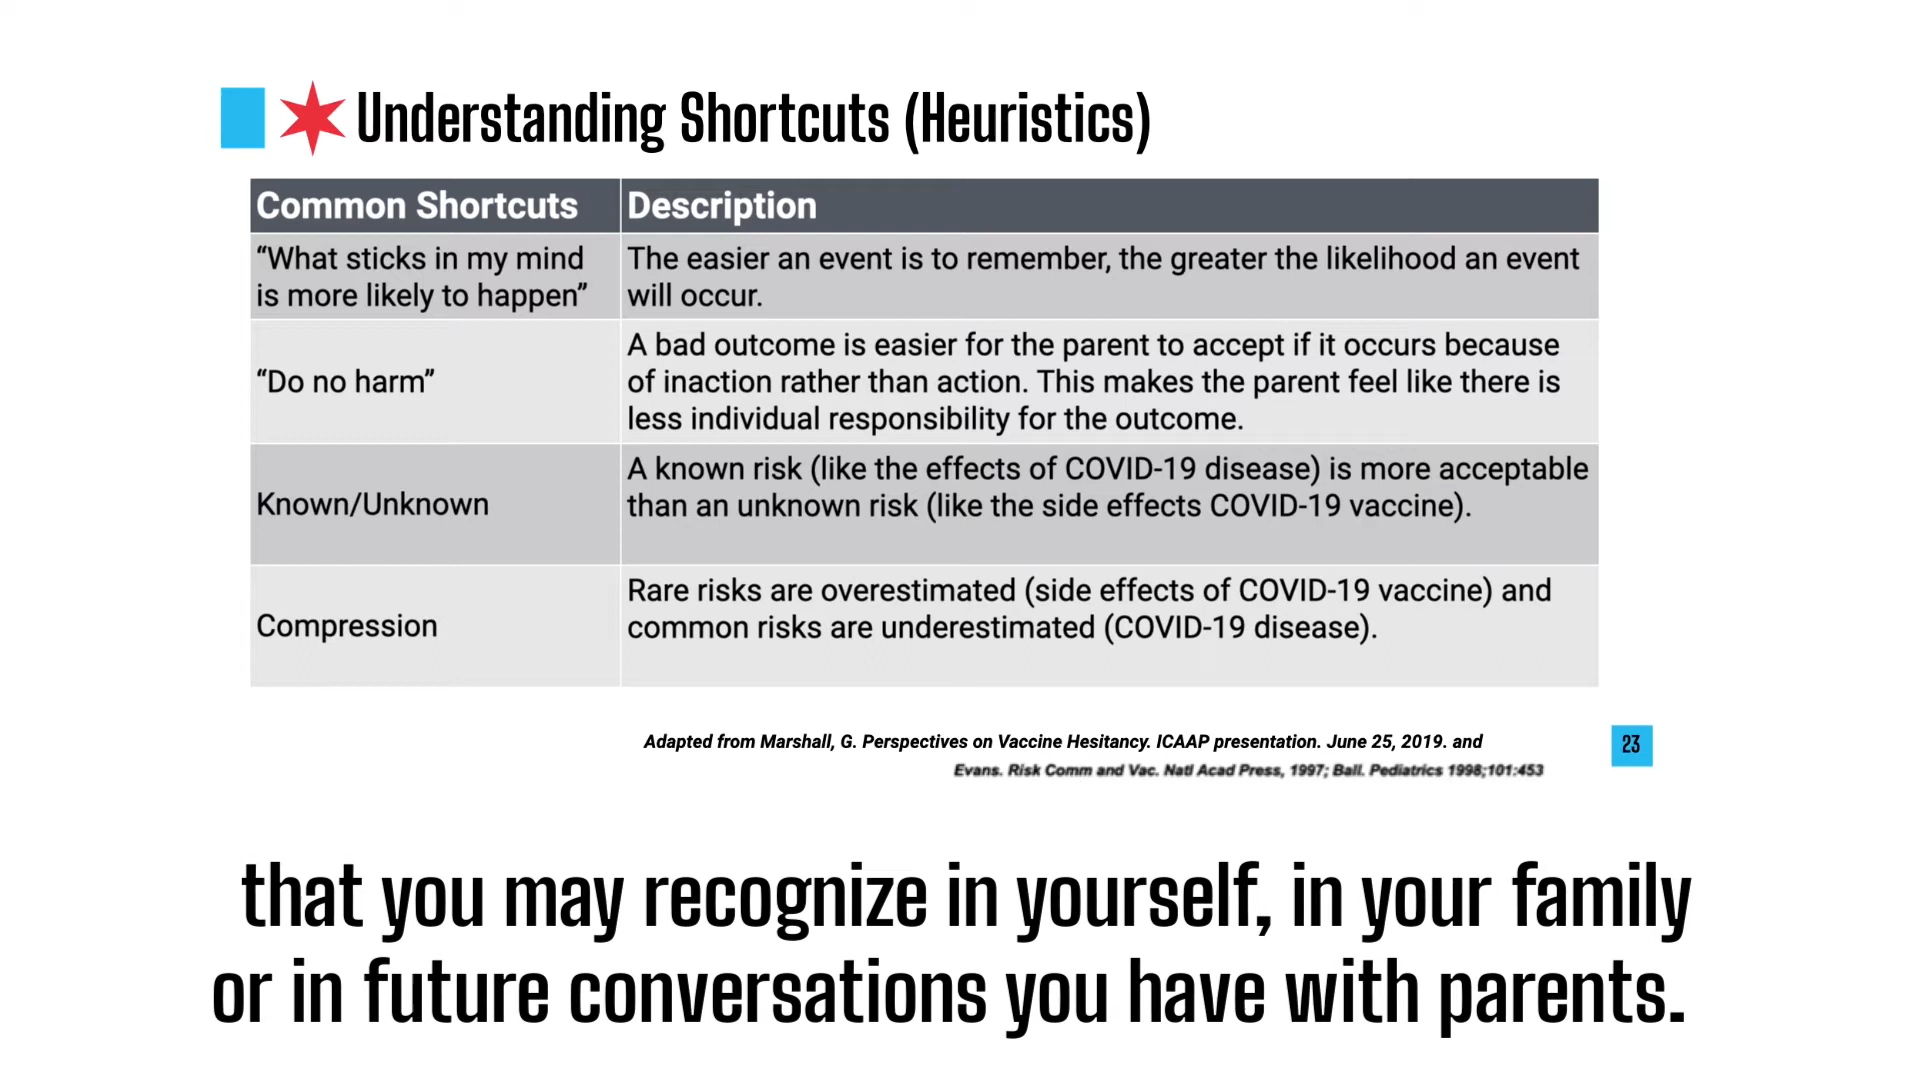 Understanding Shortcuts (Heuristics)
Common Shortcuts
Description
“What sticks in my mind
is more likely to happen”
The easier an event is to remember, the greater the likelihood an event
will occur.
“Do no harm”
A bad outcome is easier for the parent to accept if it occurs because
of inaction rather than action. This makes the parent feel like there is
less individual responsibility for the outcome.
Known/Unknown
A known risk (like the effects of COVID-19 disease) is more acceptable
than an unknown risk (like the side effects COVID-19 vaccine).
Compression
Rare risks are overestimated (side effects of COVID-19 vaccine) and
common risks are underestimated (COVID-19 disease).
Adapted from Marshall, G. Perspectives on Vaccine Hesitancy. ICAAP presentation. June 25, 2019. and
Evans. Risk Comm and Vac. Natl Acad Press, 1997; Ball. Pediatrics 1998;101:453
23
that you may recognize in yourself, in your family
or in future conversations you have with parents.